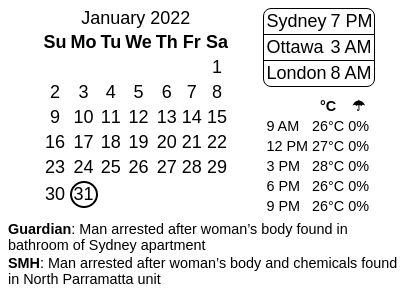 January 2022
Su Mo Tu We Th Fr Sa
1
2 3 4 5 6 7 8
9 10 11 12 13 14 15
16 17 18 19 20 21 22
23 24 25 26 27 28 29
30 31
Sydney 7 PM
Ottawa 3 AM
London 8 AM
°C ☂
9 AM 26°C 0%
12 PM 27°C 0%
3 PM 28°C 0%
6 PM 26°C 0%
9 PM 26°C 0%
Guardian: Man arrested after woman’s body found in
bathroom of Sydney apartment
SMH: Man arrested after woman’s body and chemicals found
in North Parramatta unit